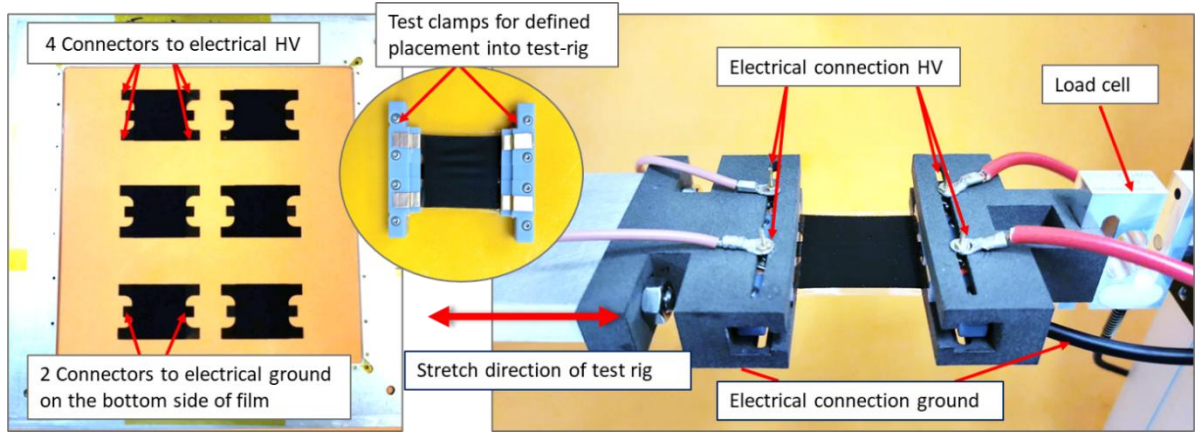 4 Connectors to electrical HV
Test clamps for defined
placement into test-rig
Electrical connection HV
Load cell
2 Connectors to electrical ground
on the bottom side of film
Stretch direction of test rig
Electrical connection ground